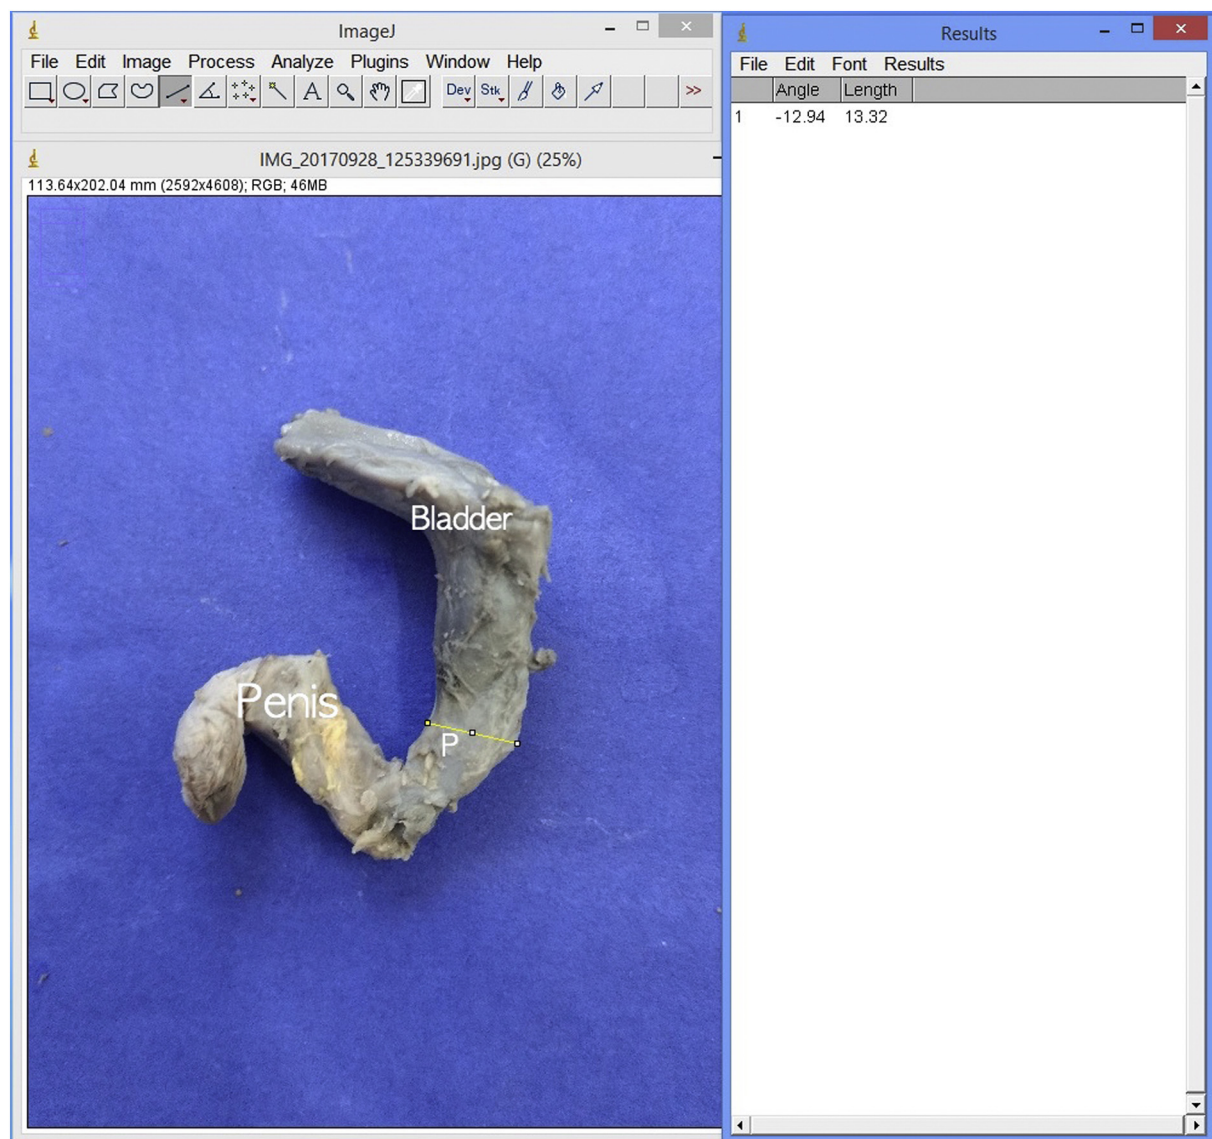 ImageJ
File Edit Image Process Analyze Plugins Window Help
A Dev Stk >>
IMG_20170928_125339691.jpg (G) (25%)
113.64x202.04 mm (2592x4608); RGB; 46MB
Bladder
Penis
P
Results
File Edit Font Results
Angle Length
1 -12.94 13.32